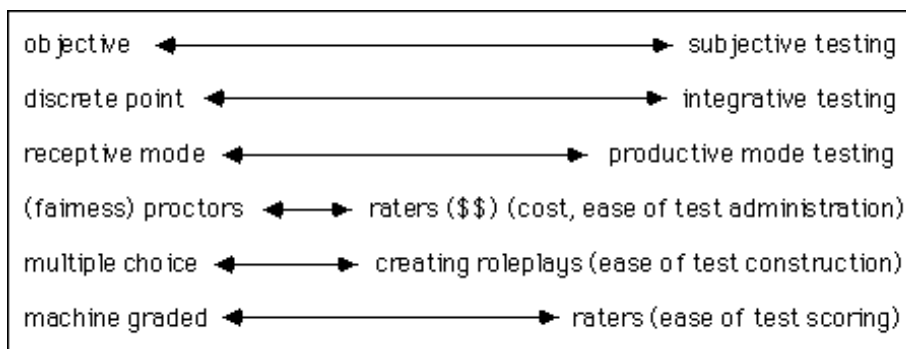 objective subjective testing
discrete point integrative testing
receptive mode productive mode testing
(fairness) proctors raters ($$) (cost, ease of test administration)
multiple choice creating roleplays (ease of test construction)
machine graded raters (ease of test scoring)